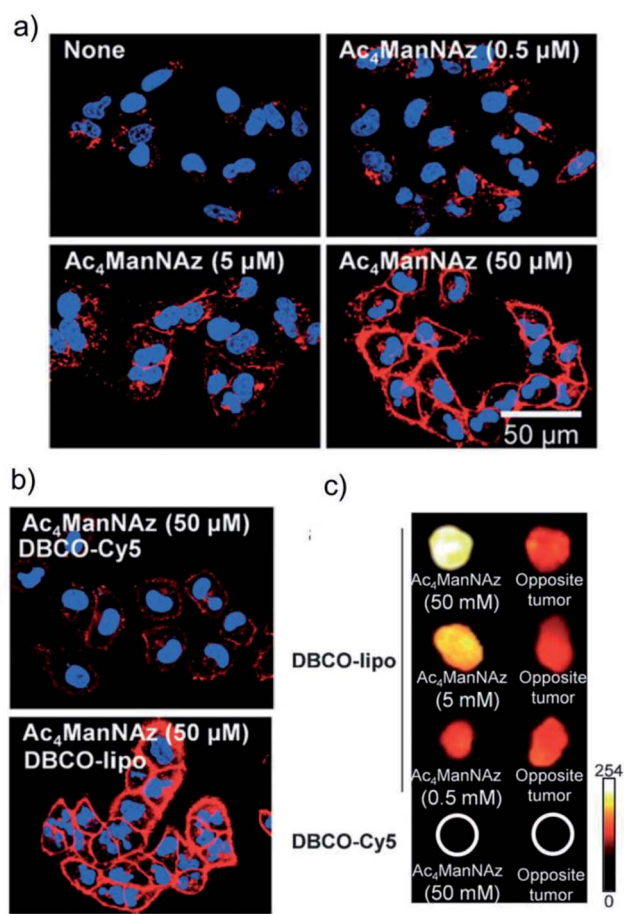 a)
None
Ac₄ManNAz (0.5 µM)
Ac₄ManNAz (5 µM)
Ac₄ManNAz (50 µM)
50 µm
b)
Ac₄ManNAz (50 µM)
DBCO-Cy5
Ac₄ManNAz (50 µM)
DBCO-lipo
c)
DBCO-lipo
Ac₄ManNAz
(50 mM)
Opposite
tumor
Ac₄ManNAz
(5 mM)
Opposite
tumor
Ac₄ManNAz
(0.5 mM)
Opposite
tumor
DBCO-Cy5
Ac₄ManNAz
(50 mM)
Opposite
tumor
254
0